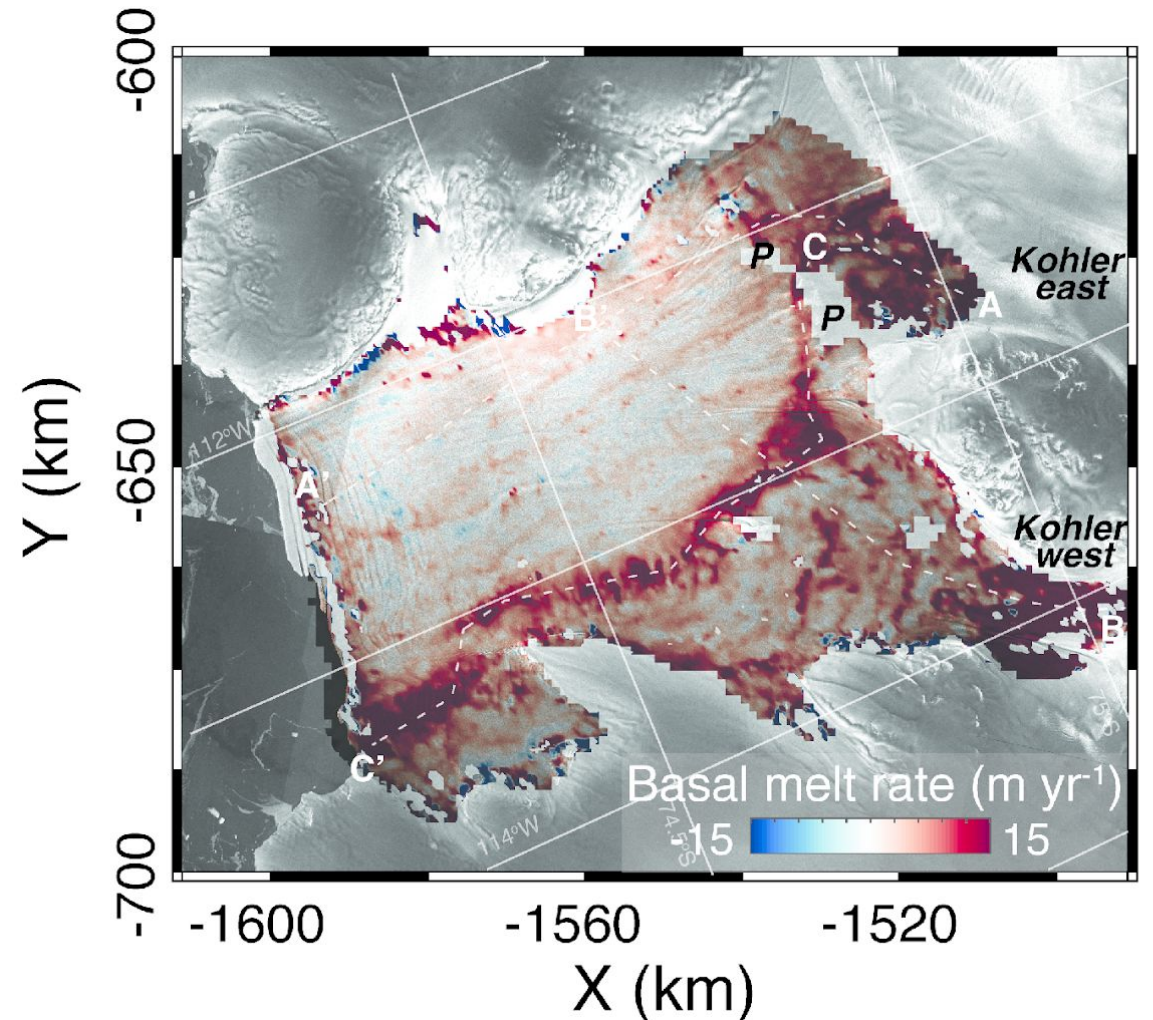 -600
-650
-700
Y (km)
112°W
A'
B'
P
C
P
A
Kohler
east
Kohler
west
B
C'
75°S
Basal melt rate (m yr-1)
-15
15
74.5°S
114°W
-1600
-1560
-1520
X (km)